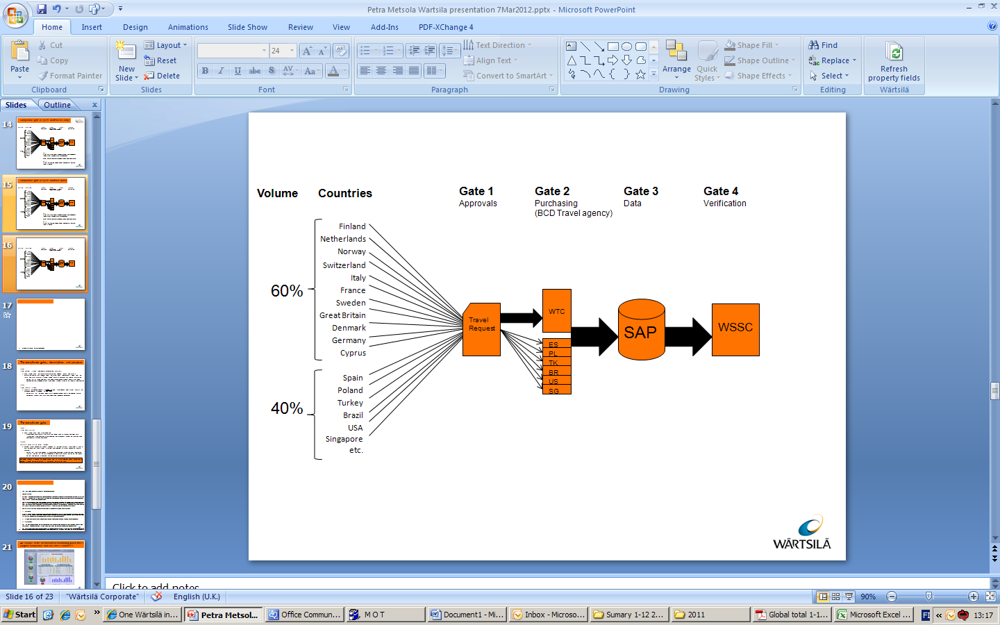 Petra Metsola Wartsila presentation 7Mar2012.pptx - Microsoft PowerPoint
Home Insert Design Animations Slide Show Review View Add-Ins PDF-XChange 4
Paste
Cut
Copy
Format Painter
Clipboard
New Slide
Layout
Reset
Delete
Slides
24
B I U abc S AV Aa A
Font
Text Direction
Align Text
Convert to SmartArt
Paragraph
Arrange
Quick Styles
Shape Fill
Shape Outline
Shape Effects
Drawing
Find
Replace
Select
Editing
Refresh property fields
Wärtsilä
Slides Outline x
14
15
16
17
18
19
20
21
Volume Countries
Gate 1
Approvals
Gate 2
Purchasing
(BCD Travel agency)
Gate 3
Data
Gate 4
Verification
60%
Finland
Netherlands
Norway
Switzerland
Italy
France
Sweden
Great Britain
Denmark
Germany
Cyprus
40%
Spain
Poland
Turkey
Brazil
USA
Singapore
etc.
Travel
Request
WTC
ES
PL
TK
BR
US
SG
SAP
WSSC
WÄRTSILÄ
Click to add notes
Slide 16 of 23 "Wärtsilä Corporate" English (U.K.) 90%
Start One Wärtsilä in... Petra Metsol... Office Commun... M O T Document1 - Mi... Inbox - Microso... Sumary 1-12 2... 2011 Global total 1-1... Microsoft Excel ... FI 13:17